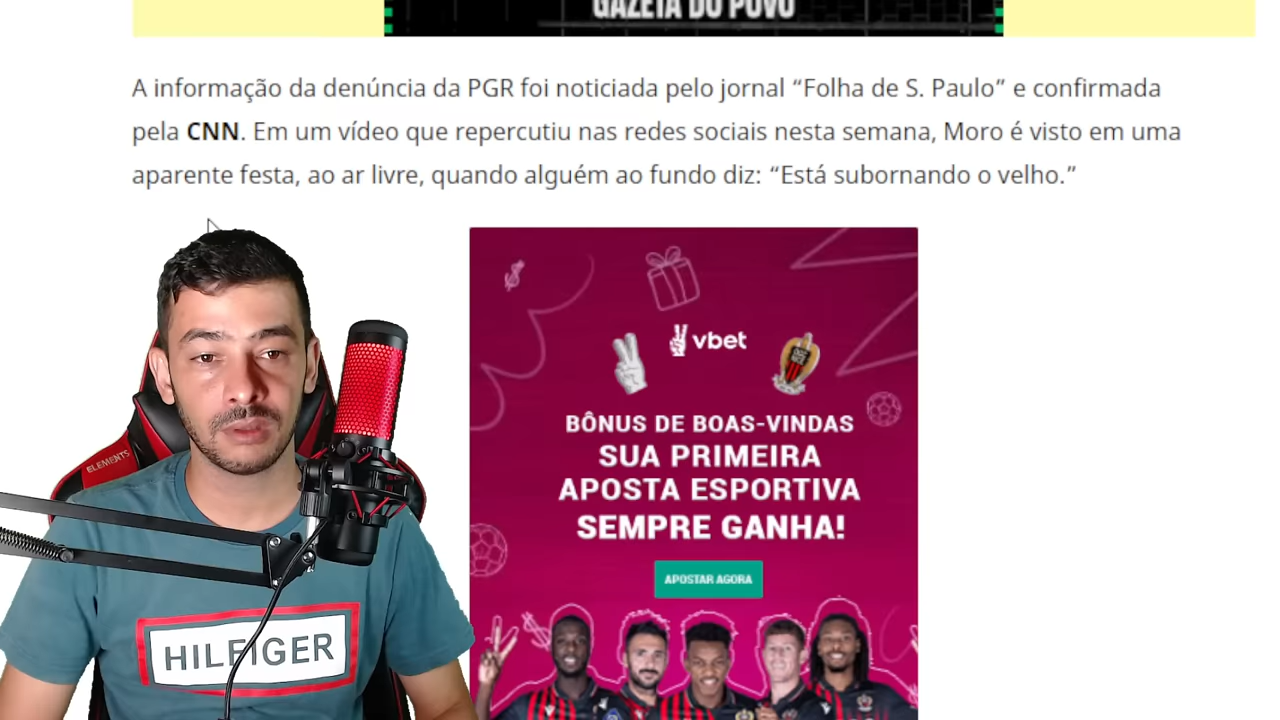 GAZETA DO POVO
A informação da denúncia da PGR foi noticiada pelo jornal “Folha de S. Paulo” e confirmada
pela CNN. Em um vídeo que repercutiu nas redes sociais nesta semana, Moro é visto em uma
aparente festa, ao ar livre, quando alguém ao fundo diz: “Está subornando o velho.”
vbet
BÔNUS DE BOAS-VINDAS
SUA PRIMEIRA
APOSTA ESPORTIVA
SEMPRE GANHA!
APOSTAR AGORA
ELEMENTS
HILFIGER